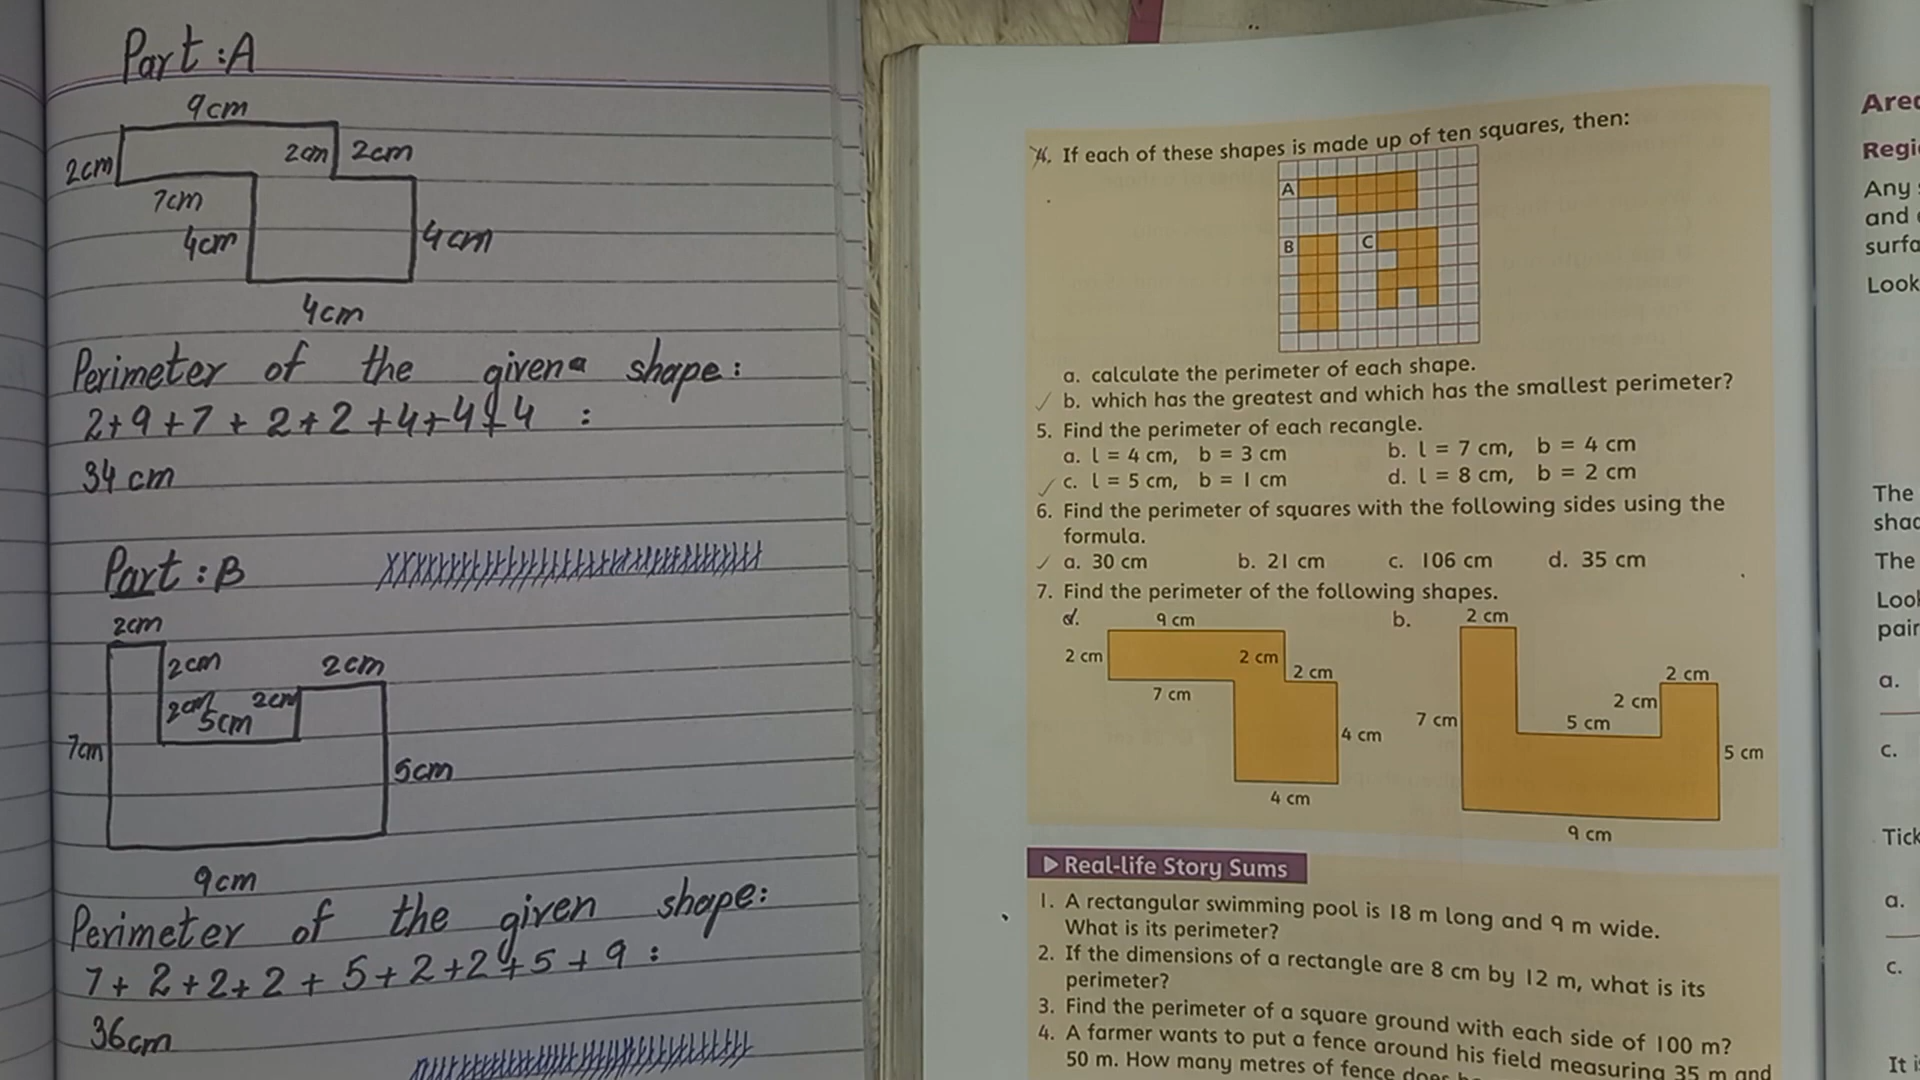 Part :A
9cm
2cm
2cm
2cm
7cm
4cm
4cm
4cm
Perimeter of the given shape:
2+9+7+2+2+4+4+4 :
34 cm
Part : B
2cm
2cm
2cm
2cm
2cm
5cm
7cm
5cm
9cm
Perimeter of the given shape:
7+2+2+2+5+2+2+5+9 :
36cm
4. If each of these shapes is made up of ten squares, then:
A
B
C
a. calculate the perimeter of each shape.
b. which has the greatest and which has the smallest perimeter?
5. Find the perimeter of each recangle.
a. l = 4 cm, b = 3 cm
b. l = 7 cm, b = 4 cm
c. l = 5 cm, b = 1 cm
d. l = 8 cm, b = 2 cm
6. Find the perimeter of squares with the following sides using the
formula.
a. 30 cm b. 21 cm c. 106 cm d. 35 cm
7. Find the perimeter of the following shapes.
9 cm
2 cm
2 cm
2 cm
7 cm
4 cm
4 cm
b.
2 cm
2 cm
2 cm
5 cm
7 cm
5 cm
9 cm
Real-life Story Sums
1. A rectangular swimming pool is 18 m long and 9 m wide.
What is its perimeter?
2. If the dimensions of a rectangle are 8 cm by 12 m, what is its
perimeter?
3. Find the perimeter of a square ground with each side of 100 m?
4. A farmer wants to put a fence around his field measuring 35 m and
50 m. How many metres of fence does
Any
and
Look
The
The
a.
c.
a.
c.
It